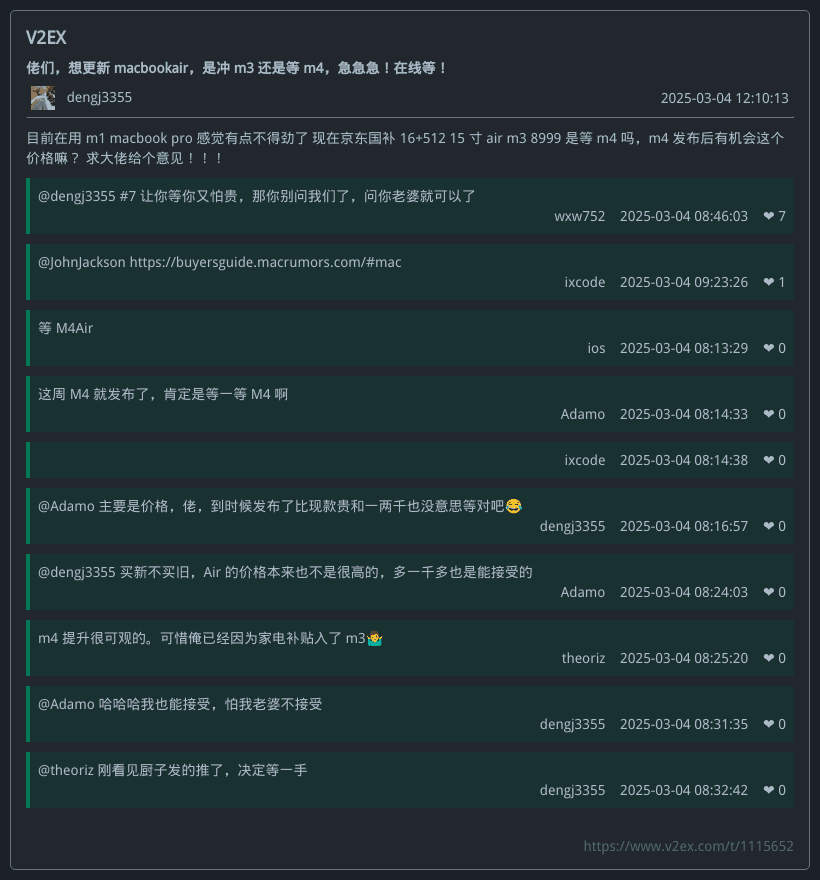 V2EX
佬们，想更新 macbookair，是冲 m3 还是等 m4，急急急！在线等！
dengj3355 2025-03-04 12:10:13
目前在用 m1 macbook pro 感觉有点不得劲了 现在京东国补 16+512 15 寸 air m3 8999 是等 m4 吗，m4 发布后有机会这个
价格嘛？ 求大佬给个意见！！！
@dengj3355 #7 让你等你又怕贵，那你别问我们了，问你老婆就可以了
wxw752 2025-03-04 08:46:03 ❤ 7
@JohnJackson https://buyersguide.macrumors.com/#mac
ixcode 2025-03-04 09:23:26 ❤ 1
等 M4Air
ios 2025-03-04 08:13:29 ❤ 0
这周 M4 就发布了，肯定是等一等 M4 啊
Adamo 2025-03-04 08:14:33 ❤ 0
ixcode 2025-03-04 08:14:38 ❤ 0
@Adamo 主要是价格，佬，到时候发布了比现款贵和一两千也没意思等对吧😂
dengj3355 2025-03-04 08:16:57 ❤ 0
@dengj3355 买新不买旧，Air 的价格本来也不是很高的，多一千多也是能接受的
Adamo 2025-03-04 08:24:03 ❤ 0
m4 提升很可观的。可惜俺已经因为家电补贴入了 m3🤷‍♂️
theoriz 2025-03-04 08:25:20 ❤ 0
@Adamo 哈哈哈我也能接受，怕我老婆不接受
dengj3355 2025-03-04 08:31:35 ❤ 0
@theoriz 刚看见厨子发的推了，决定等一手
dengj3355 2025-03-04 08:32:42 ❤ 0
https://www.v2ex.com/t/1115652